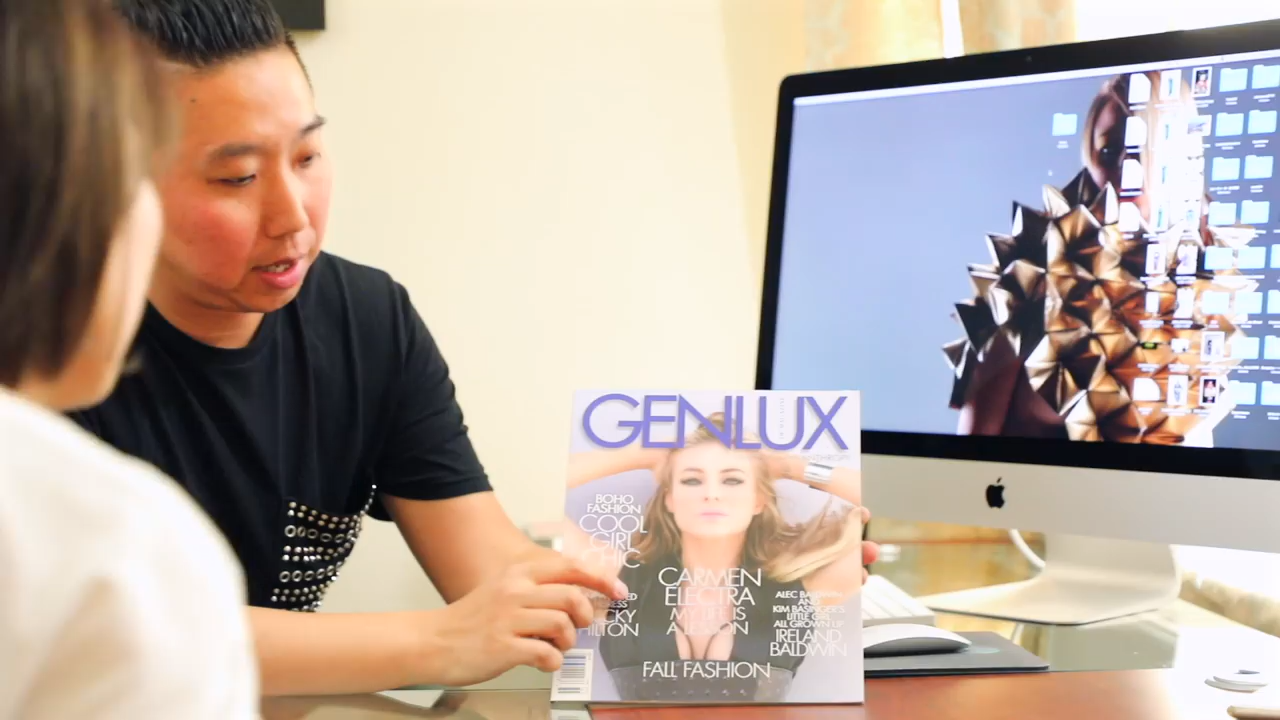 GENLUX
BOHO
FASHION
COOL
GIRL
CHIC
HILTON
CARMEN
ELECTRA
MY LIFE IS
ALEC BALDWIN
AND
KIM BASINGER'S
LITTLE GIRL
ALL GROWN UP
IRELAND
BALDWIN
FALL FASHION